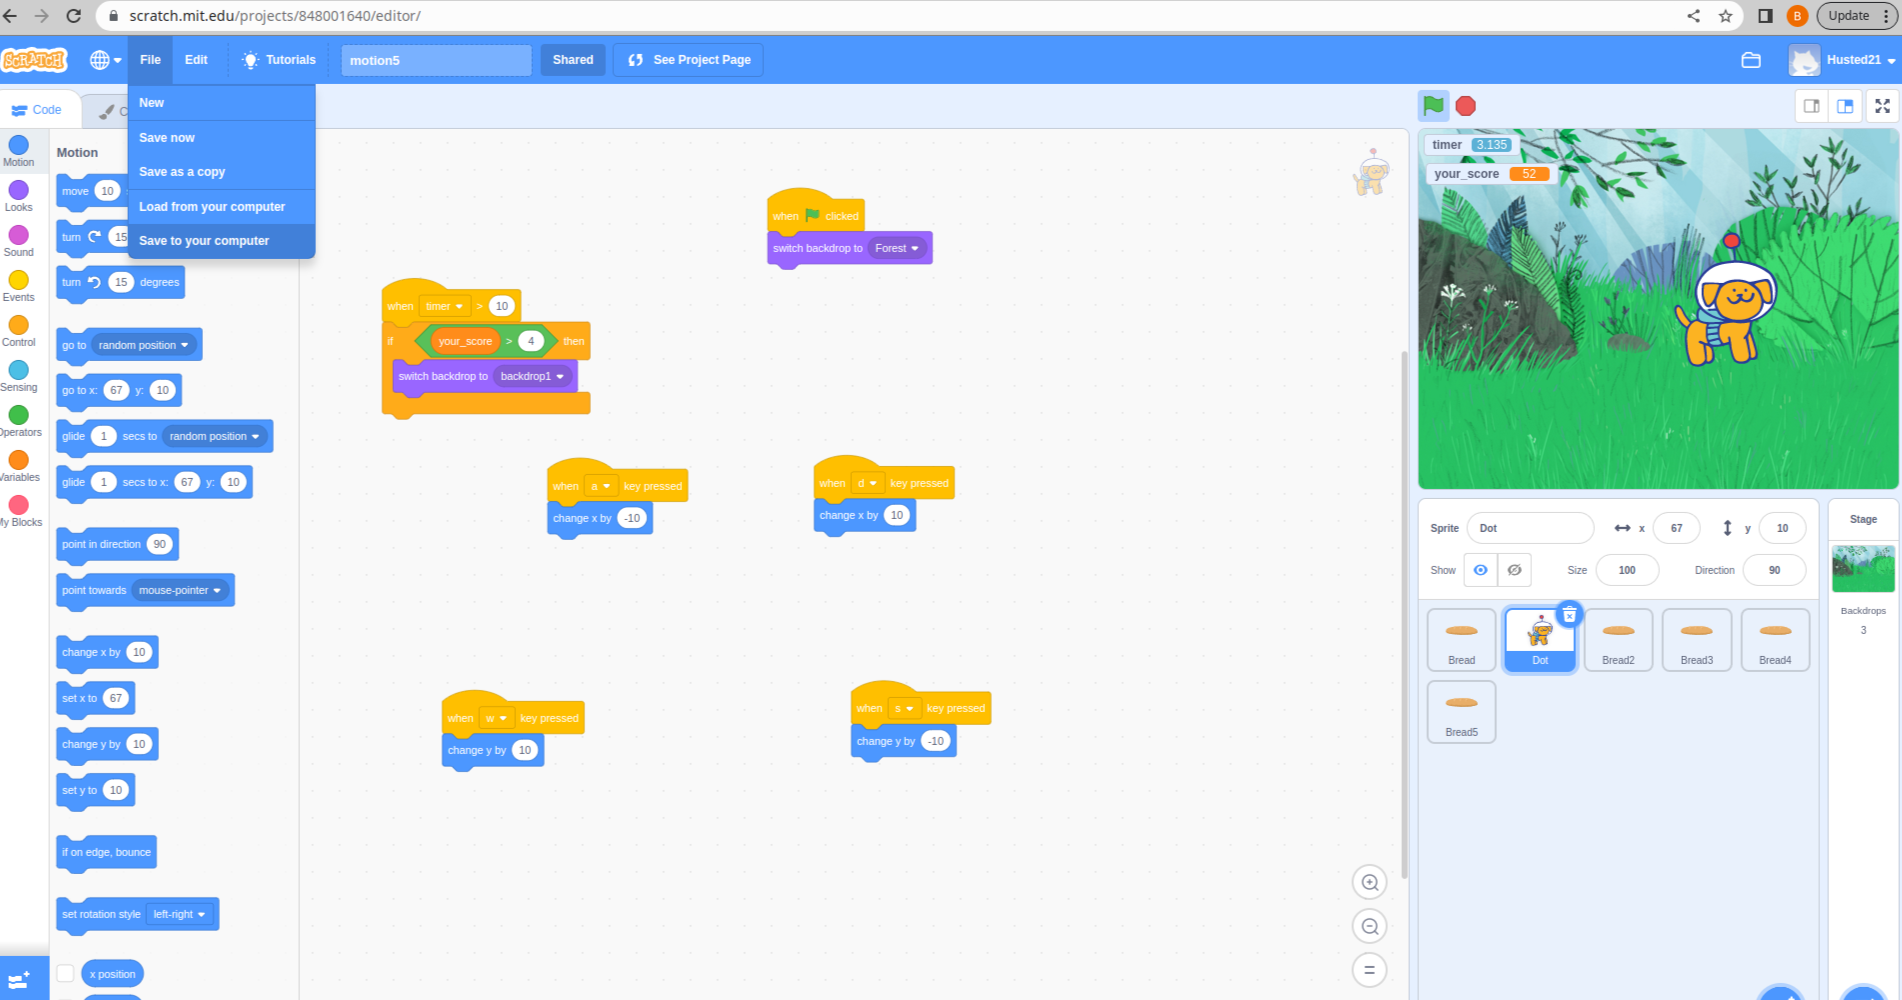 scratch.mit.edu/projects/848001640/editor/
B
Update
SCRATCH
File
Edit
Tutorials
motion5
Shared
See Project Page
Husted21
New
Save now
Save as a copy
Load from your computer
Save to your computer
Code
C
Motion
Looks
Sound
Events
Control
Sensing
Operators
Variables
My Blocks
Motion
move 10
turn 15
turn 15 degrees
go to random position
go to x: 67 y: 10
glide 1 secs to random position
glide 1 secs to x: 67 y: 10
point in direction 90
point towards mouse-pointer
change x by 10
set x to 67
change y by 10
set y to 10
if on edge, bounce
set rotation style left-right
x position
when clicked
switch backdrop to Forest
when timer > 10
if your_score > 4 then
switch backdrop to backdrop1
when a key pressed
change x by -10
when d key pressed
change x by 10
when w key pressed
change y by 10
when s key pressed
change y by -10
timer 3.135
your_score 52
Sprite Dot x 67 y 10
Show Size 100 Direction 90
Bread
Dot
Bread2
Bread3
Bread4
Bread5
Stage
Backdrops
3